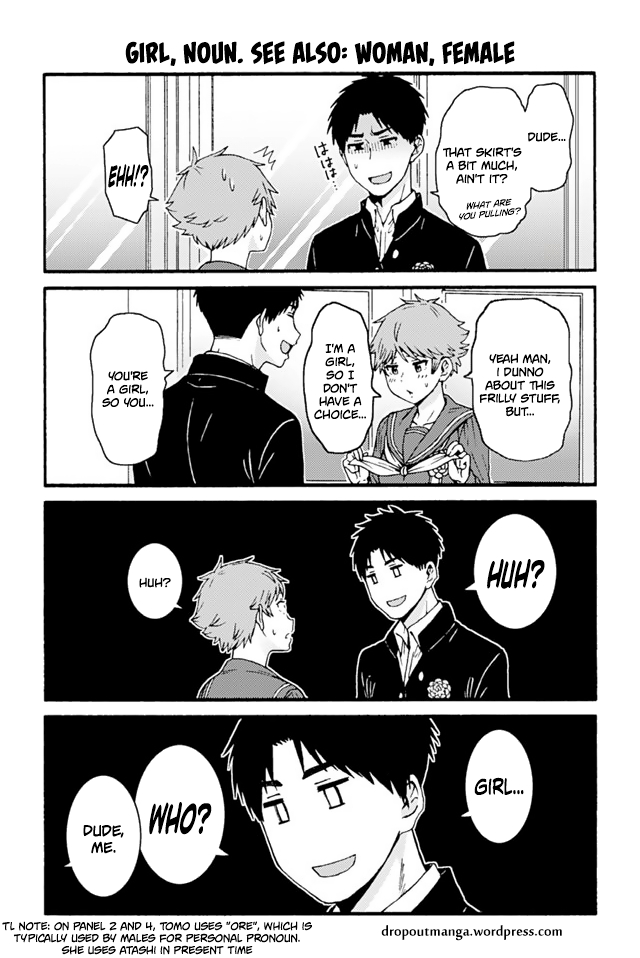 GIRL, NOUN. SEE ALSO: WOMAN, FEMALE
DUDE...
THAT SKIRT'S
A BIT MUCH,
AIN'T IT?
WHAT ARE
YOU PULLING?
ははは…
EHH!?
YEAH MAN,
I DUNNO
ABOUT THIS
FRILLY STUFF,
BUT...
I'M A
GIRL,
SO I
DON'T
HAVE A
CHOICE...
YOU'RE
A GIRL,
SO YOU...
HUH?
HUH?
GIRL...
WHO?
DUDE,
ME.
TL NOTE: ON PANEL 2 AND 4, TOMO USES "ORE", WHICH IS
TYPICALLY USED BY MALES FOR PERSONAL PRONOUN.
SHE USES ATASHI IN PRESENT TIME
dropoutmanga.wordpress.com